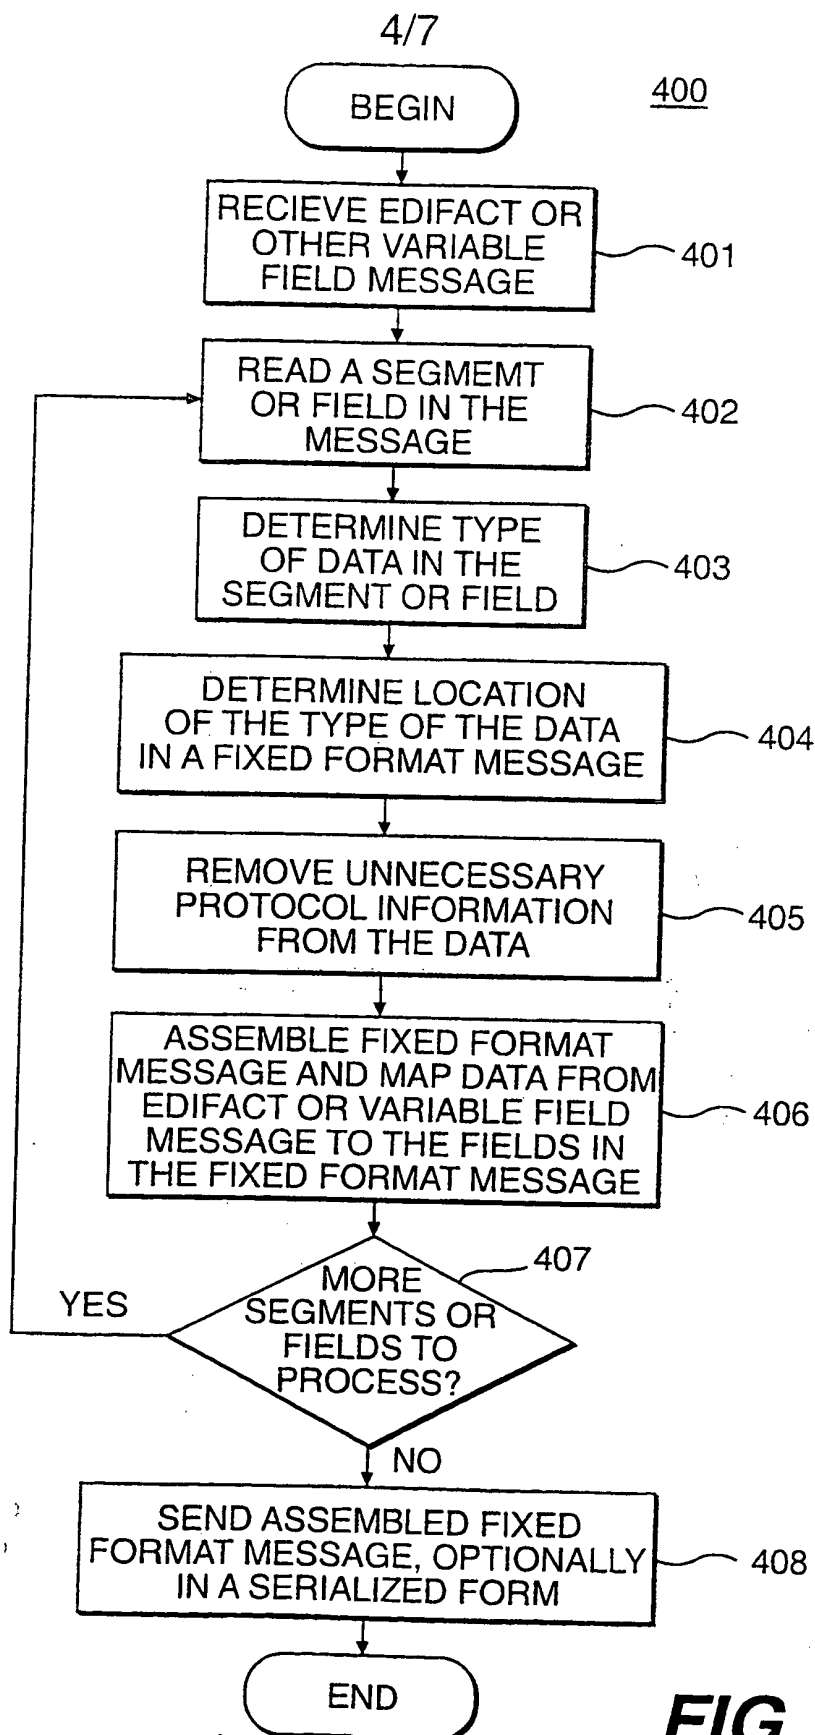 4/7
400
BEGIN
RECIEVE EDIFACT OR
OTHER VARIABLE
FIELD MESSAGE
401
READ A SEGMEMT
OR FIELD IN THE
MESSAGE
402
DETERMINE TYPE
OF DATA IN THE
SEGMENT OR FIELD
403
DETERMINE LOCATION
OF THE TYPE OF THE DATA
IN A FIXED FORMAT MESSAGE
404
REMOVE UNNECESSARY
PROTOCOL INFORMATION
FROM THE DATA
405
ASSEMBLE FIXED FORMAT
MESSAGE AND MAP DATA FROM
EDIFACT OR VARIABLE FIELD
MESSAGE TO THE FIELDS IN
THE FIXED FORMAT MESSAGE
406
407
MORE
SEGMENTS OR
FIELDS TO
PROCESS?
YES
NO
SEND ASSEMBLED FIXED
FORMAT MESSAGE, OPTIONALLY
IN A SERIALIZED FORM
408
END
FIG